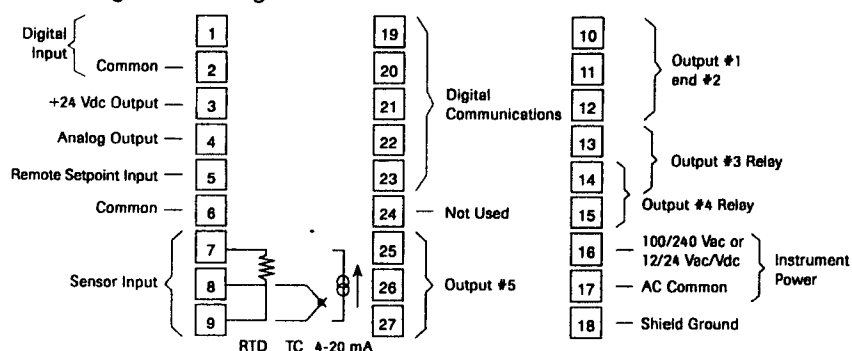 Digital
Input
Common
+24 Vdc Output
Analog Output
Remote Setpoint Input
Common
Sensor Input
1
2
3
4
5
6
7
8
9
RTD TC 4-20 mA
19
20
21
22
23
24
25
26
27
Digital
Communications
Not Used
Output #5
10
11
12
13
14
15
16
17
18
Output #1
end #2
Output #3 Relay
Output #4 Relay
100/240 Vac or
12/24 Vac/Vdc
AC Common
Instrument
Power
Shield Ground